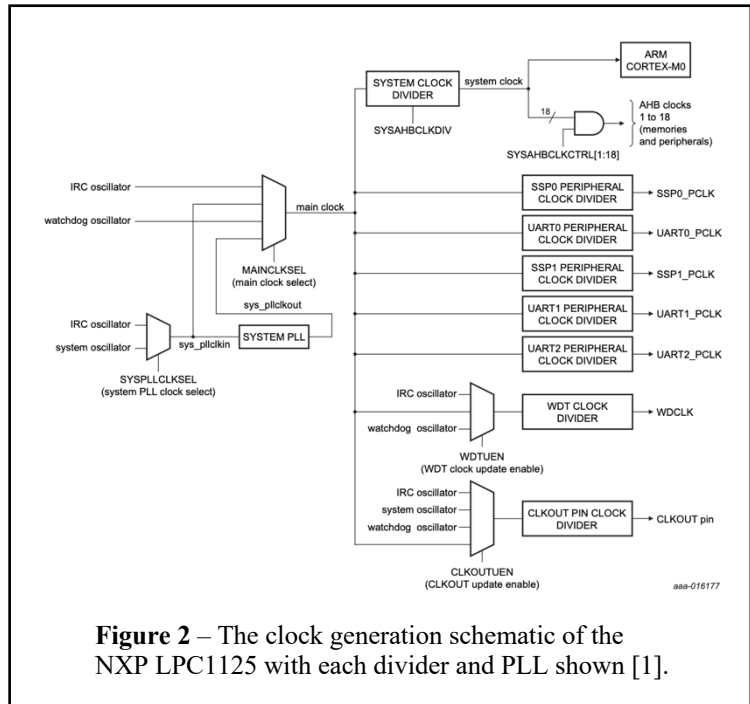 SYSTEM CLOCK
DIVIDER
system clock
ARM
CORTEX-M0
SYSAHBCLKDIV
18
AHB clocks
1 to 18
(memories
and peripherals)
SYSAHBCLKCTRL[1:18]
IRC oscillator
watchdog oscillator
main clock
MAINCLKSEL
(main clock select)
sys_pllclkout
IRC oscillator
system oscillator
sys_pllclkin
SYSTEM PLL
SYSPLLCLKSEL
(system PLL clock select)
SSP0 PERIPHERAL
CLOCK DIVIDER
SSP0_PCLK
UART0 PERIPHERAL
CLOCK DIVIDER
UART0_PCLK
SSP1 PERIPHERAL
CLOCK DIVIDER
SSP1_PCLK
UART1 PERIPHERAL
CLOCK DIVIDER
UART1_PCLK
UART2 PERIPHERAL
CLOCK DIVIDER
UART2_PCLK
IRC oscillator
watchdog oscillator
WDT CLOCK
DIVIDER
WDCLK
WDTUEN
(WDT clock update enable)
IRC oscillator
system oscillator
watchdog oscillator
CLKOUT PIN CLOCK
DIVIDER
CLKOUT pin
CLKOUTUEN
(CLKOUT update enable)
aaa-016177
Figure 2 – The clock generation schematic of the
NXP LPC1125 with each divider and PLL shown [1].